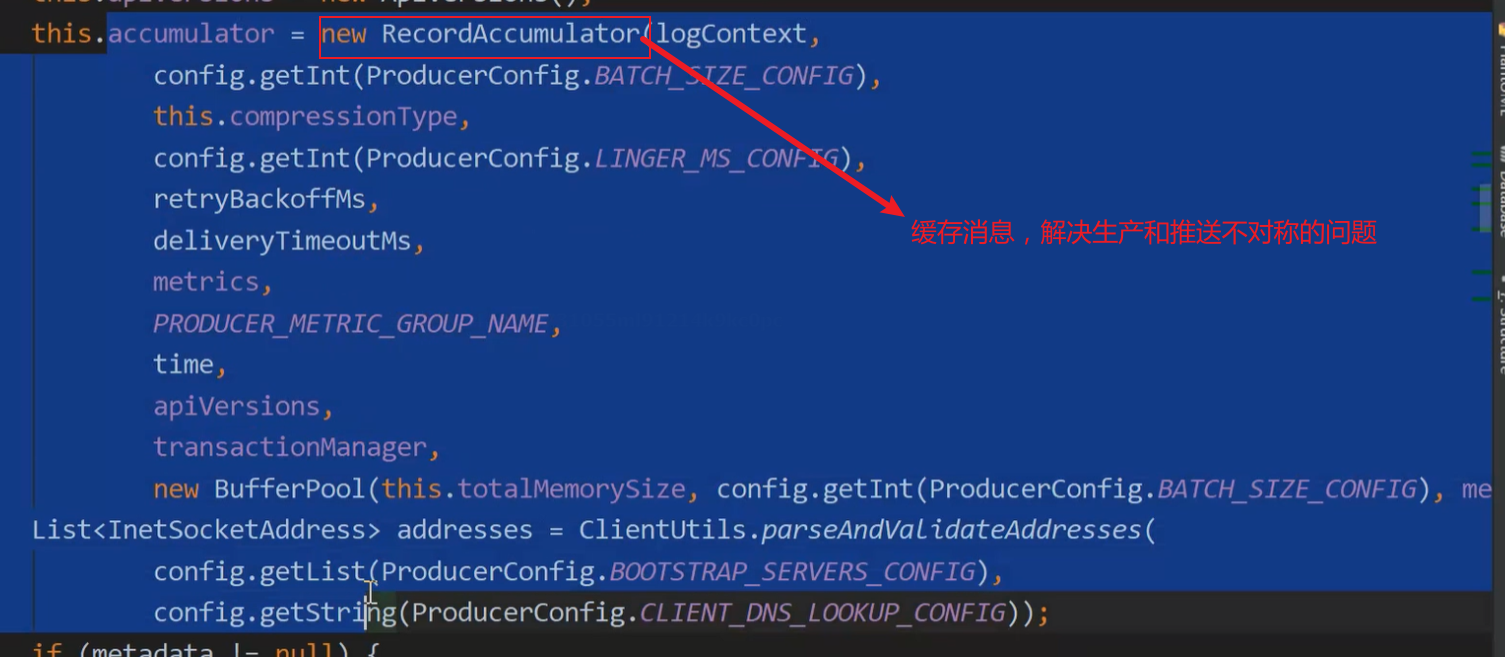 this.accumulator = new RecordAccumulator(logContext,
config.getInt(ProducerConfig.BATCH_SIZE_CONFIG),
this.compressionType,
config.getInt(ProducerConfig.LINGER_MS_CONFIG),
retryBackoffMs,
缓存消息，解决生产和推送不对称的问题
deliveryTimeoutMs,
metrics,
PRODUCER_METRIC_GROUP_NAME,
time,
apiVersions,
transactionManager,
new BufferPool(this.totalMemorySize, config.getInt(ProducerConfig.BATCH_SIZE_CONFIG), me
List<InetSocketAddress> addresses = ClientUtils.parseAndValidateAddresses(
config.getList(ProducerConfig.BOOTSTRAP_SERVERS_CONFIG),
config.getString(ProducerConfig.CLIENT_DNS_LOOKUP_CONFIG));
if (metadata != null) {